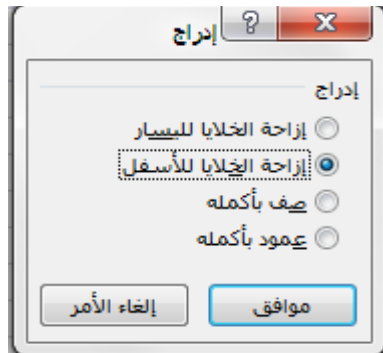 إدراج
إدراج
إزاحة الخلايا لليسار
إزاحة الخلايا للأسفل
صف بأكمله
عمود بأكمله
موافق
إلغاء الأمر